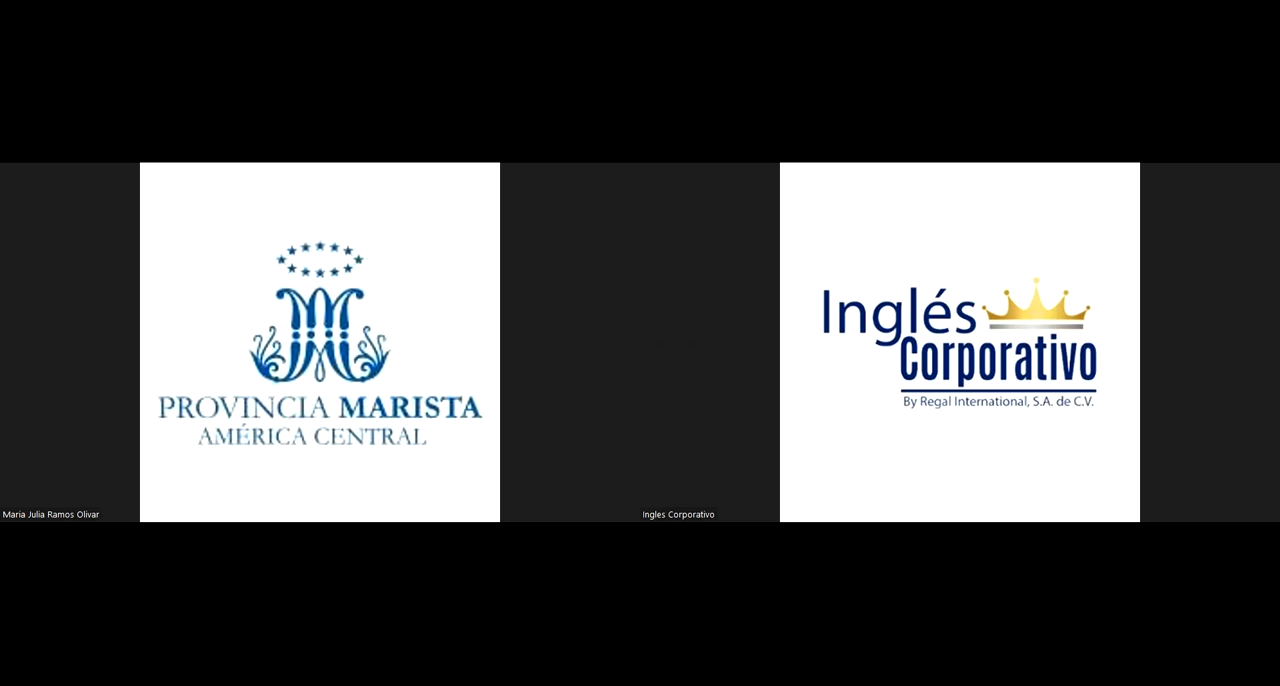 PROVINCIA MARISTA
AMÉRICA CENTRAL
Maria Julia Ramos Olivar
Inglés
Corporativo
By Regal International, S.A. de C.V.
Ingles Corporativo